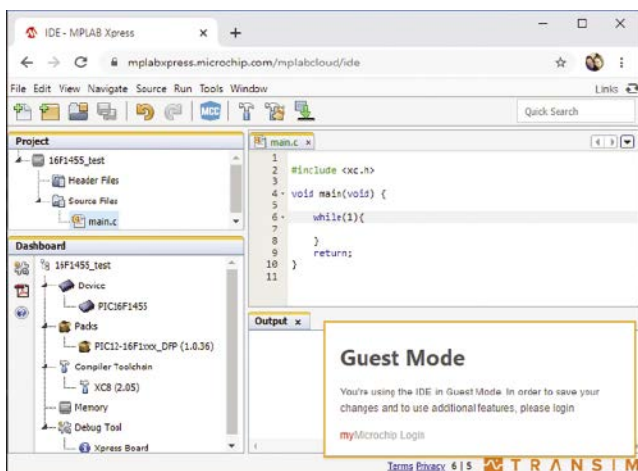 IDE - MPLAB Xpress
mplabxpress.microchip.com/mplabcloud/ide
File Edit View Navigate Source Run Tools Window
Links
MCC
Quick Search
Project
16F1455_test
Header Files
Source Files
main.c
main.c
1
2 #include <xc.h>
3
4 void main(void) {
5
6 while(1){
7
8 }
9 return;
10 }
11
Dashboard
16F1455_test
Device
PIC16F1455
Packs
PIC12-16F1xxx_DFP (1.0.36)
Compiler Toolchain
XC8 (2.05)
Memory
Debug Tool
Xpress Board
Output
Guest Mode
You're using the IDE in Guest Mode. In order to save your
changes and to use additional features, please login
myMicrochip Login
Terms Privacy 6 | 5 TRANSIM